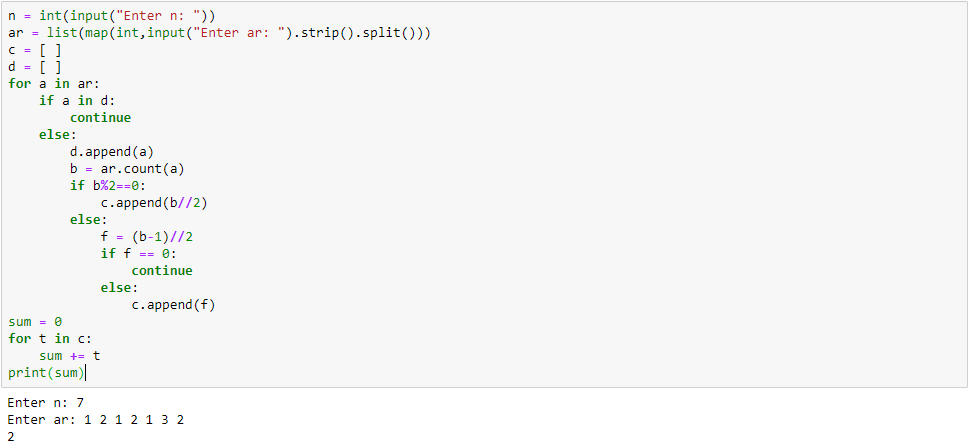 n = int(input("Enter n: "))
ar = list(map(int,input("Enter ar: ").strip().split()))
c = [ ]
d = [ ]
for a in ar:
    if a in d:
        continue
    else:
        d.append(a)
        b = ar.count(a)
        if b%2==0:
            c.append(b//2)
        else:
            f = (b-1)//2
            if f == 0:
                continue
            else:
                c.append(f)
sum = 0
for t in c:
    sum += t
print(sum)
Enter n: 7
Enter ar: 1 2 1 2 1 3 2
2